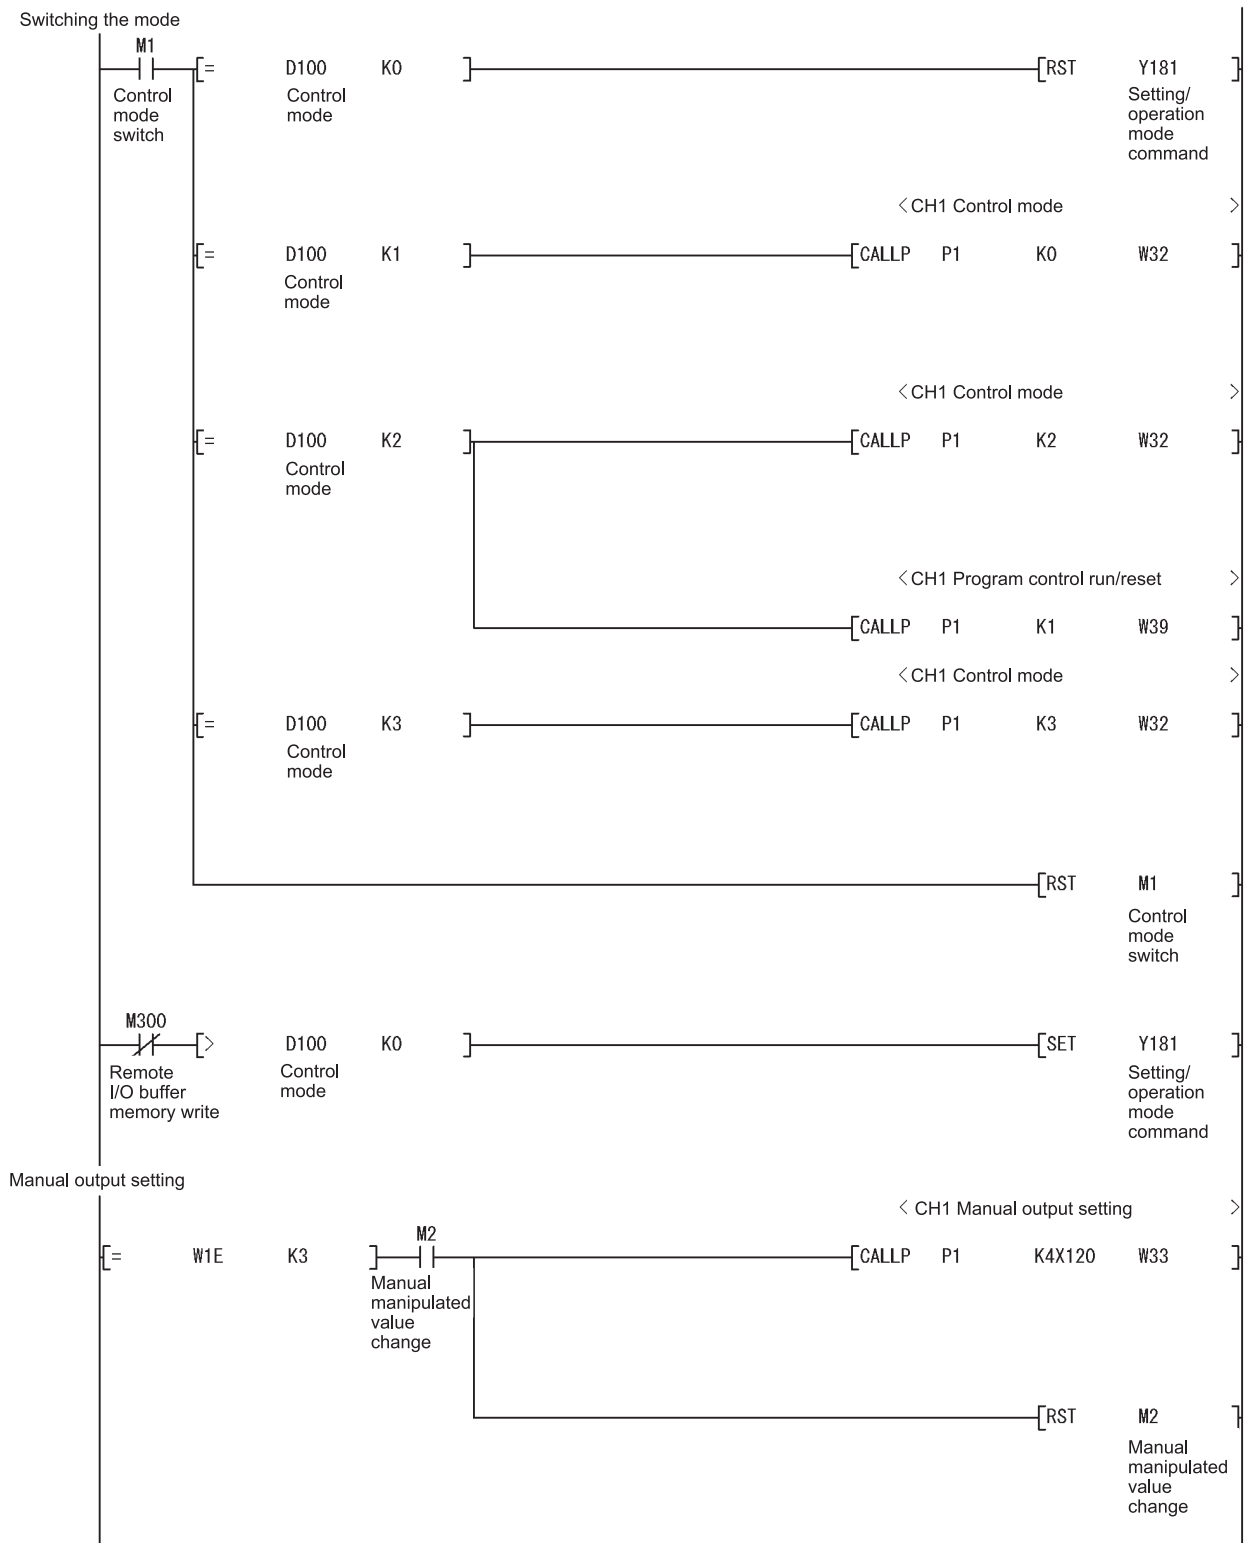 Switching the mode
M1
[= D100 K0 ] [RST Y181 ]
Control
mode
switch
Control
mode
Setting/
operation
mode
command
<CH1 Control mode >
[= D100 K1 ] [CALLP P1 K0 W32 ]
Control
mode
<CH1 Control mode >
[= D100 K2 ] [CALLP P1 K2 W32 ]
Control
mode
<CH1 Program control run/reset >
[CALLP P1 K1 W39 ]
<CH1 Control mode >
[= D100 K3 ] [CALLP P1 K3 W32 ]
Control
mode
[RST M1 ]
Control
mode
switch
M300
[> D100 K0 ] [SET Y181 ]
Remote
I/O buffer
memory write
Control
mode
Setting/
operation
mode
command
Manual output setting
< CH1 Manual output setting >
M2
[= W1E K3 ] [CALLP P1 K4X120 W33 ]
Manual
manipulated
value
change
[RST M2 ]
Manual
manipulated
value
change